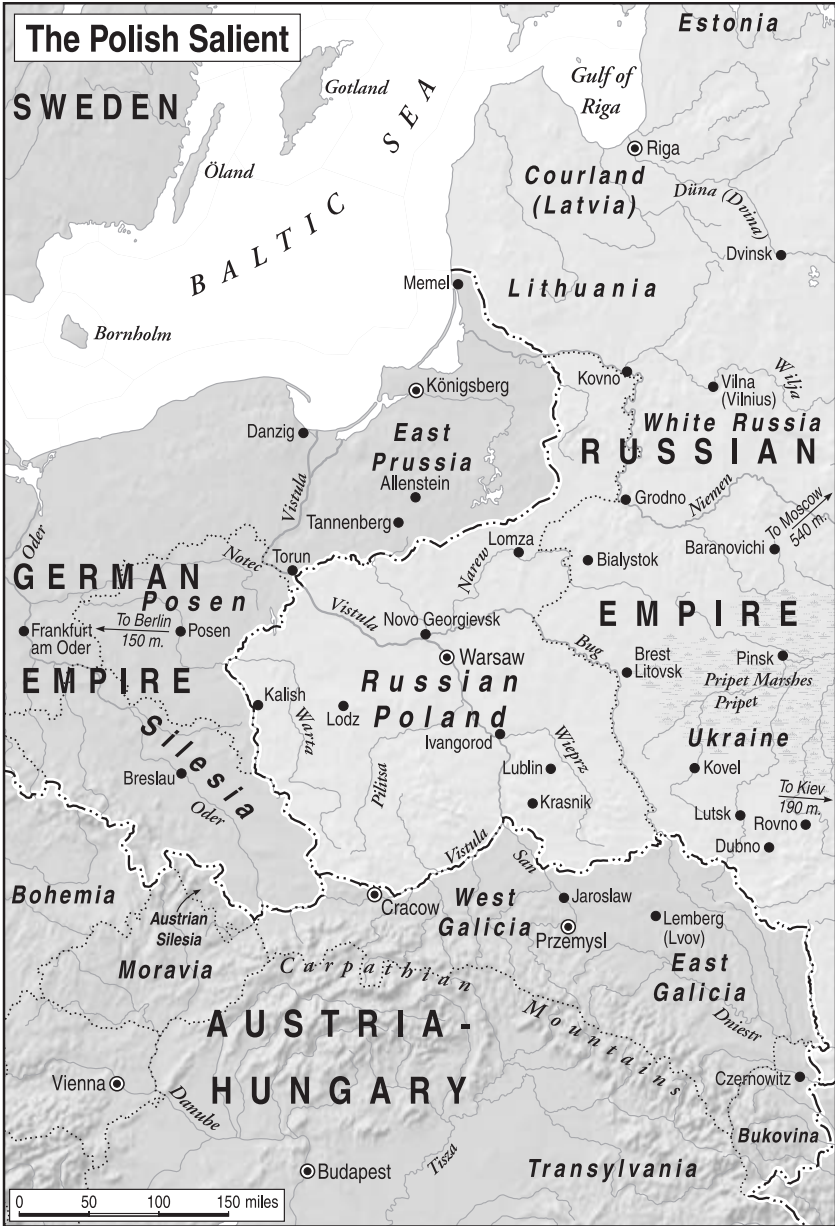 The Polish Salient
Estonia
SWEDEN
Gotland
Gulf of
Riga
BALTIC SEA
Öland
Riga
Courland
(Latvia)
Düna (Dvina)
Dvinsk
Memel
Lithuania
Bornholm
Kovno
Vilna
(Vilnius)
Wilja
Königsberg
White Russia
Danzig
East
Prussia
RUSSIAN
Allenstein
Vistula
Grodno
Niemen
Tannenberg
To Moscow
540 m.
Oder
Notec
Torun
Lomza
Narew
Bialystok
Baranovichi
GERMAN
Posen
To Berlin
150 m.
Vistula
Novo Georgievsk
EMPIRE
Frankfurt
am Oder
Posen
Bug
Warsaw
Brest
Litovsk
Pinsk
EMPIRE
Russian
Poland
Pripet Marshes
Pripet
Kalish
Warta
Lodz
Silesia
Ivangorod
Wieprz
Ukraine
Breslau
Pilitsa
Lublin
Kovel
To Kiev
190 m.
Oder
Krasnik
Lutsk
Rovno
Dubno
Vistula
San
Bohemia
Austrian
Silesia
Cracow
West
Galicia
Jaroslaw
Przemysl
Lemberg
(Lvov)
Moravia
Carpathian Mountains
East
Galicia
Dniestr
AUSTRIA-
HUNGARY
Vienna
Danube
Czernowitz
Bukovina
Tisza
Budapest
Transylvania
0 50 100 150 miles